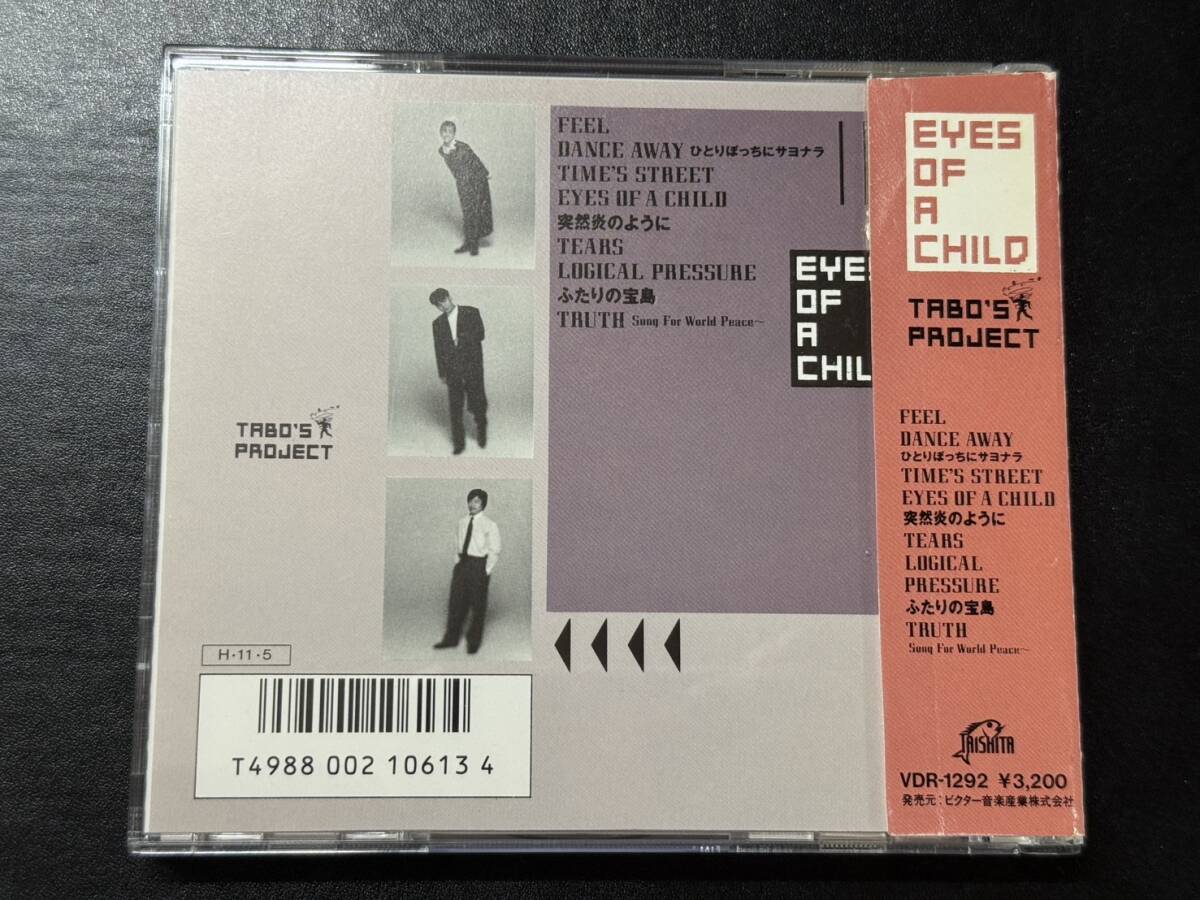 FEEL
DANCE AWAY ひとりぼっちにサヨナラ
TIME'S STREET
EYES OF A CHILD
突然炎のように
TEARS
LOGICAL PRESSURE
ふたりの宝島
TRUTH Song For World Peace~
EYES
OF
A
CHIL
TABO'S
PROJECT
H·11·5
T4988 002 10613 4
EYES
OF
A
CHILD
TABO'S
PROJECT
FEEL
DANCE AWAY
ひとりぼっちにサヨナラ
TIME'S STREET
EYES OF A CHILD
突然炎のように
TEARS
LOGICAL
PRESSURE
ふたりの宝島
TRUTH
Song For World Peace~
TAISHITA
VDR-1292 ¥3,200
発売元:ビクター音楽産業株式会社